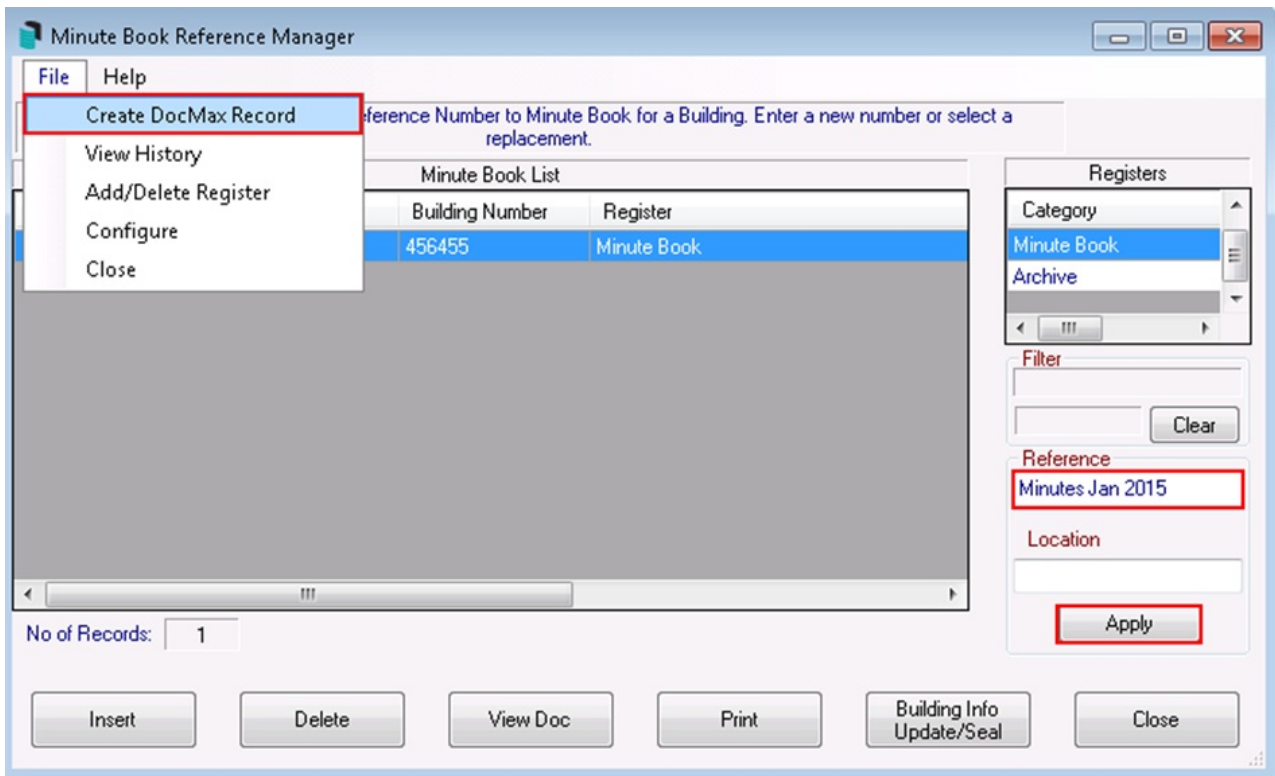 Minute Book Reference Manager
File Help
Create DocMax Record
View History
Add/Delete Register
Configure
Close
Reference Number to Minute Book for a Building. Enter a new number or select a
replacement.
Minute Book List
Building Number Register
456455 Minute Book
Registers
Category
Minute Book
Archive
Filter
Clear
Reference
Minutes Jan 2015
Location
Apply
No of Records: 1
Insert Delete View Doc Print Building Info Close
Update/Seal